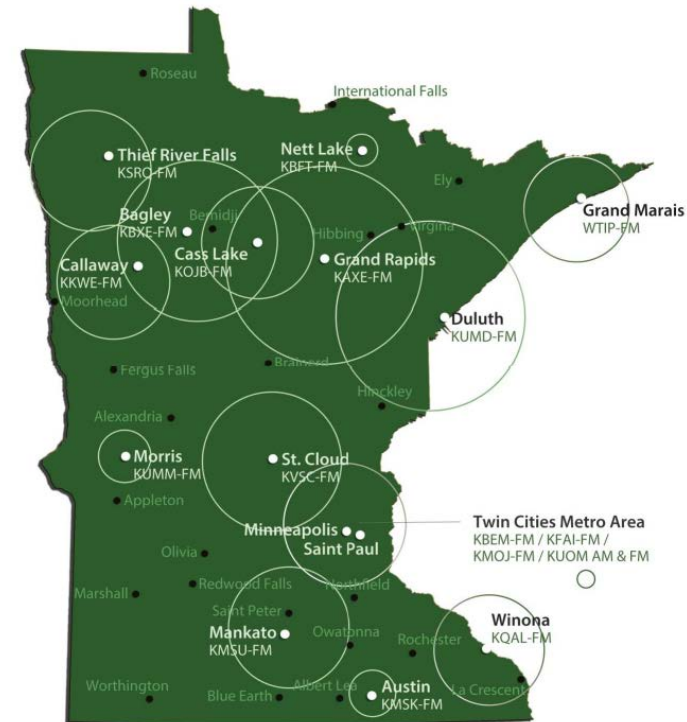 Roseau
International Falls
Thief River Falls
KSRQ-FM
Nett Lake
KBFT-FM
Ely
Grand Marais
WTIP-FM
Bagley
KBXE-FM
Bemidji
Cass Lake
KOJB-FM
Hibbing
Virgina
Grand Rapids
KAXE-FM
Callaway
KKWE-FM
Moorhead
Duluth
KUMD-FM
Fergus Falls
Brainerd
Hinckley
Alexandria
Morris
KUMM-FM
St. Cloud
KVSC-FM
Appleton
Minneapolis
Saint Paul
Twin Cities Metro Area
KBEM-FM / KFAI-FM /
KMOJ-FM / KUOM AM & FM
Olivia
Marshall
Redwood Falls
Northfield
Saint Peter
Mankato
KMSU-FM
Owatonna
Rochester
Winona
KQAL-FM
Worthington
Blue Earth
Albert Lea
Austin
KMSK-FM
La Crescent